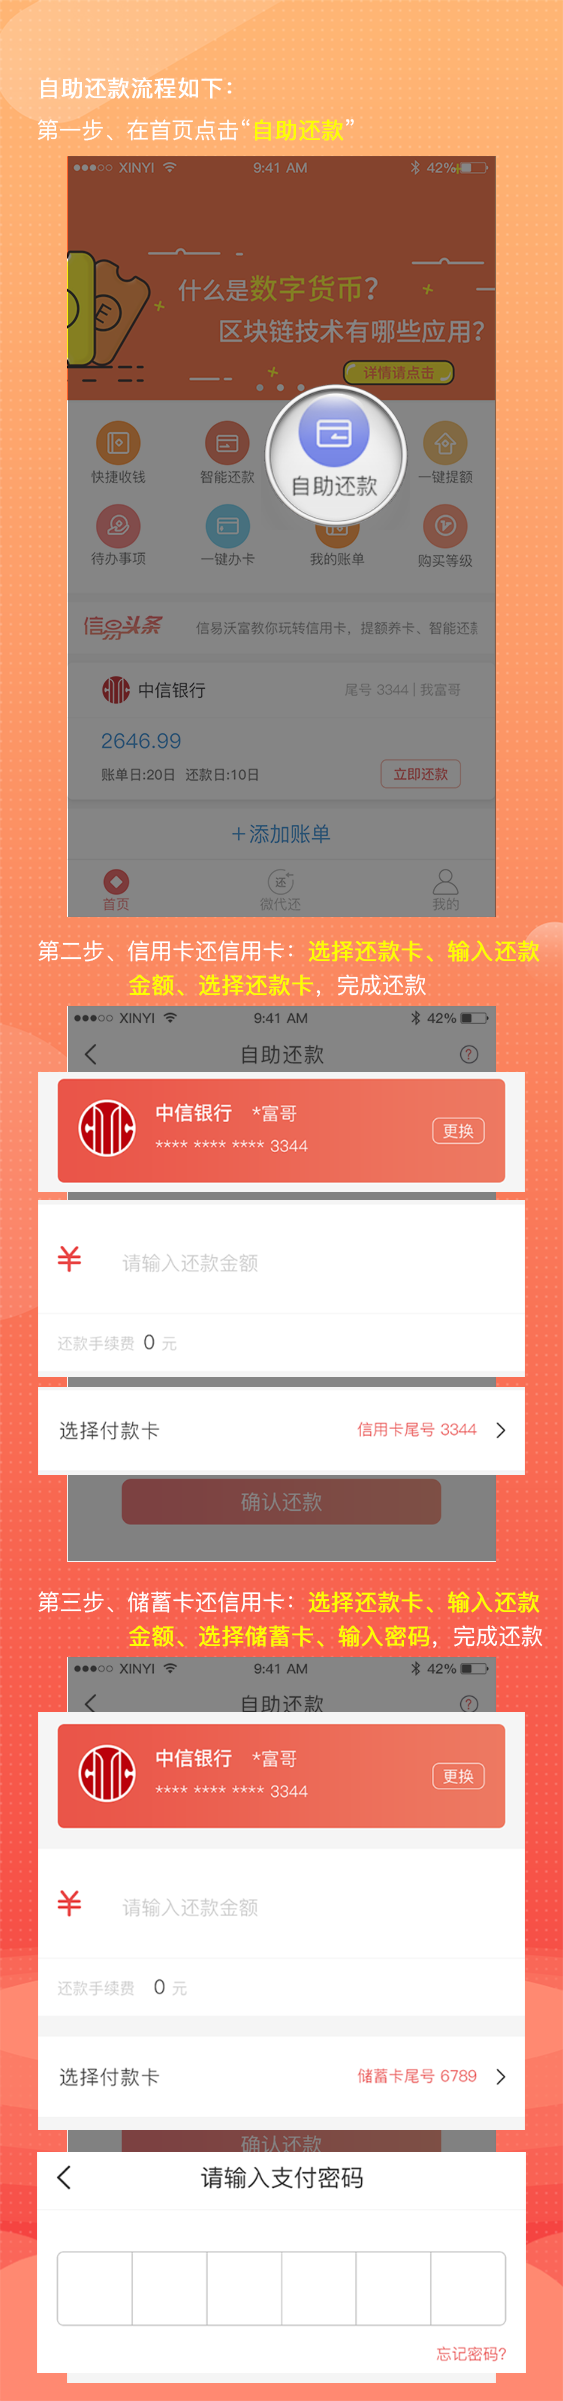 自助还款流程如下：
第一步、在首页点击“自助还款”
XINYI 9:41 AM 42%
什么是数字货币？
区块链技术有哪些应用？
详情请点击
快捷收钱 智能还款 自助还款 一键提额
待办事项 一键办卡 我的账单 购买等级
信易头条 信易沃富教你玩转信用卡，提额养卡、智能还款
中信银行 尾号 3344 | 我富哥
2646.99
账单日:20日 还款日:10日 立即还款
+添加账单
还
首页 微代还 我的
第二步、信用卡还信用卡：选择还款卡、输入还款
金额、选择还款卡，完成还款
XINYI 9:41 AM 42%
自助还款 ?
中信银行 *富哥
**** **** **** 3344 更换
¥ 请输入还款金额
还款手续费 0 元
选择付款卡 信用卡尾号 3344
确认还款
第三步、储蓄卡还信用卡：选择还款卡、输入还款
金额、选择储蓄卡、输入密码，完成还款
XINYI 9:41 AM 42%
自助还款 ?
中信银行 *富哥
**** **** **** 3344 更换
¥ 请输入还款金额
还款手续费 0 元
选择付款卡 储蓄卡尾号 6789
确认还款
请输入支付密码
忘记密码?